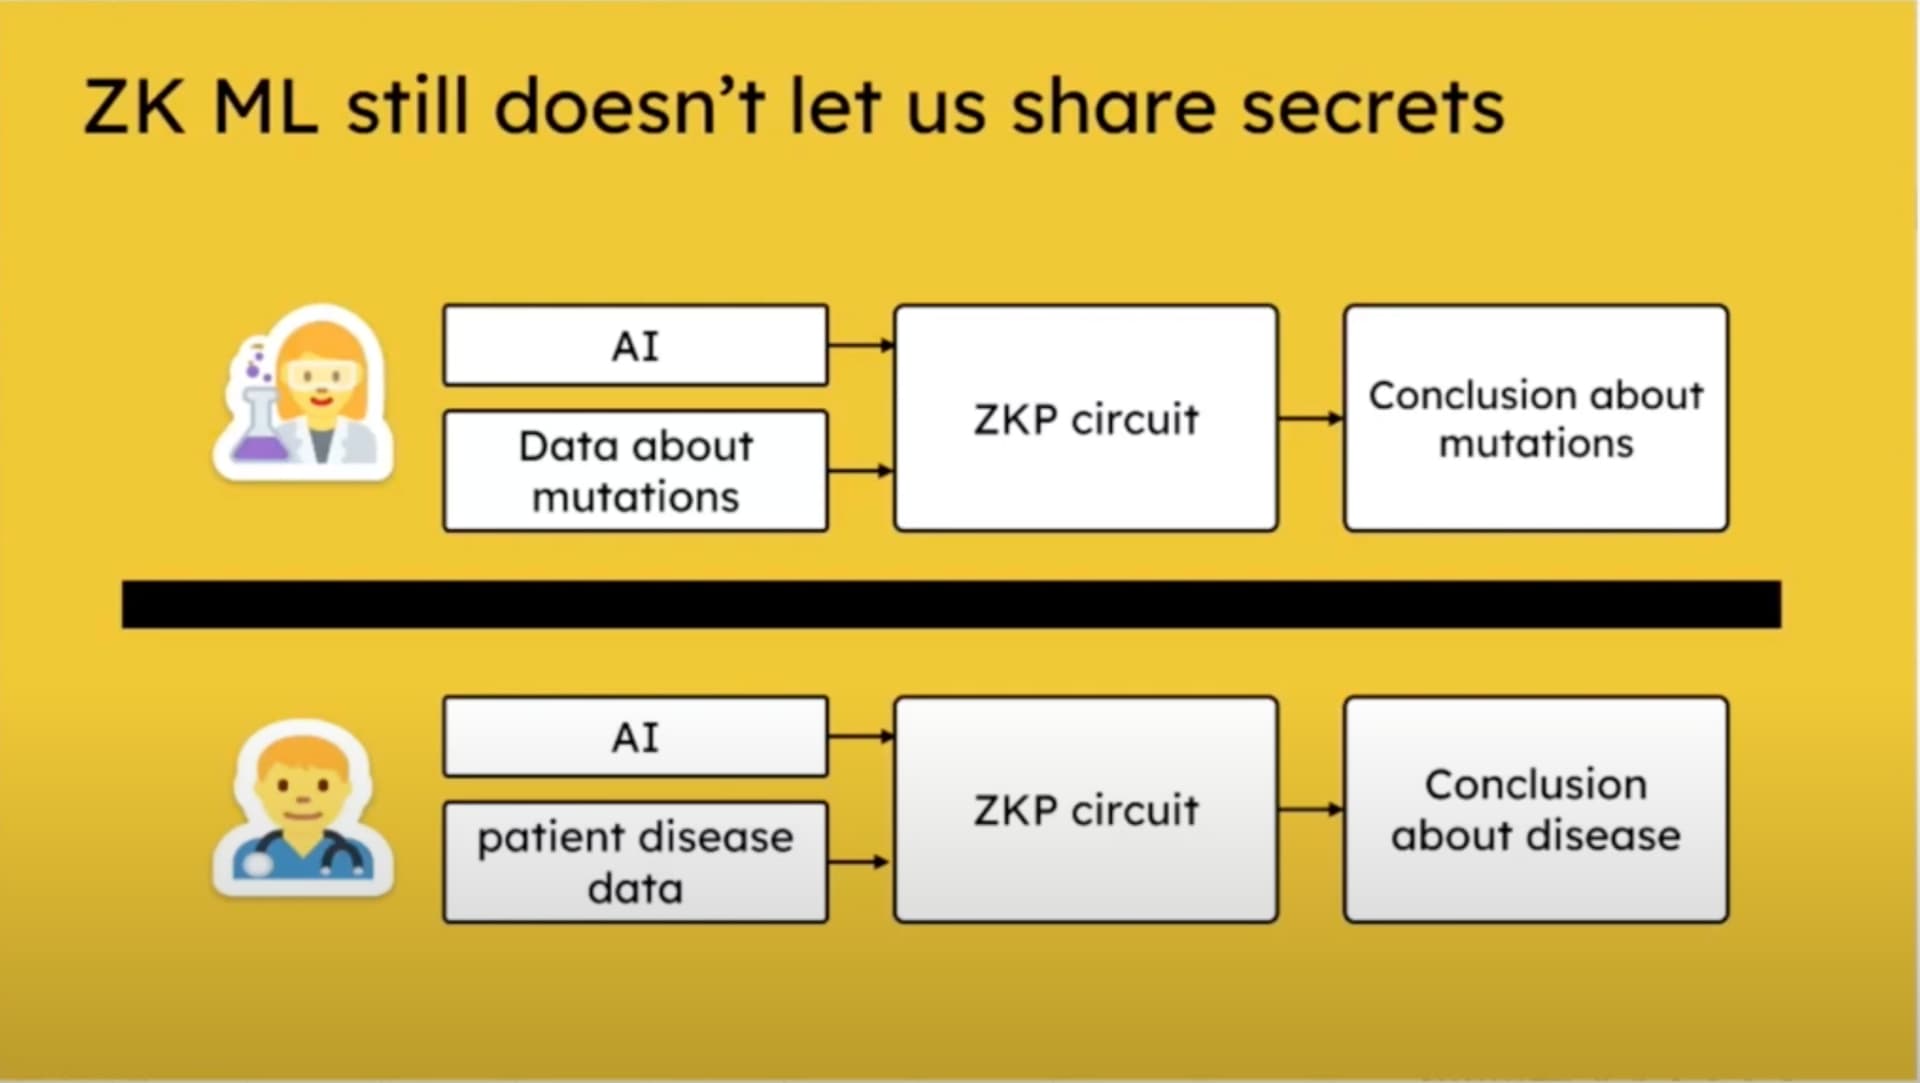 ZK ML still doesn’t let us share secrets
AI
Data about
mutations
ZKP circuit
Conclusion about
mutations
AI
patient disease
data
ZKP circuit
Conclusion
about disease